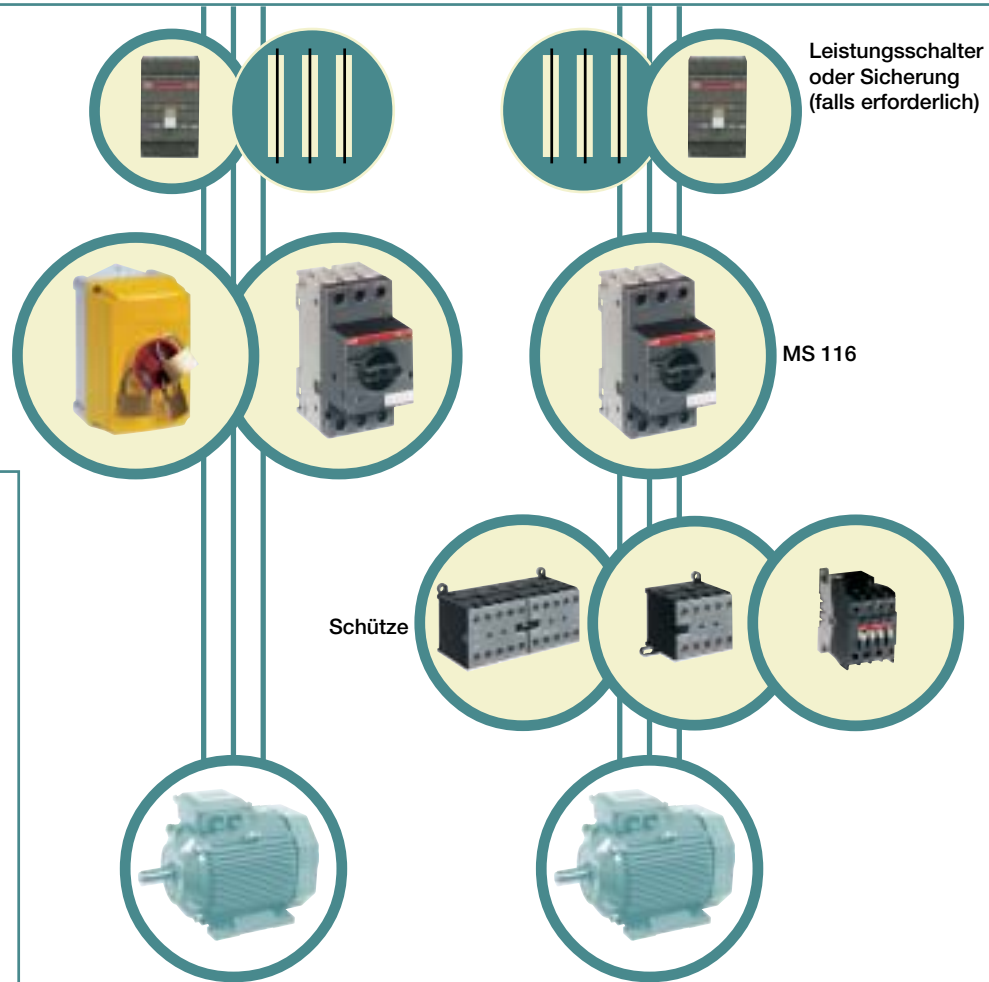 Leistungsschalter
oder Sicherung
(falls erforderlich)
MS 116
Schütze